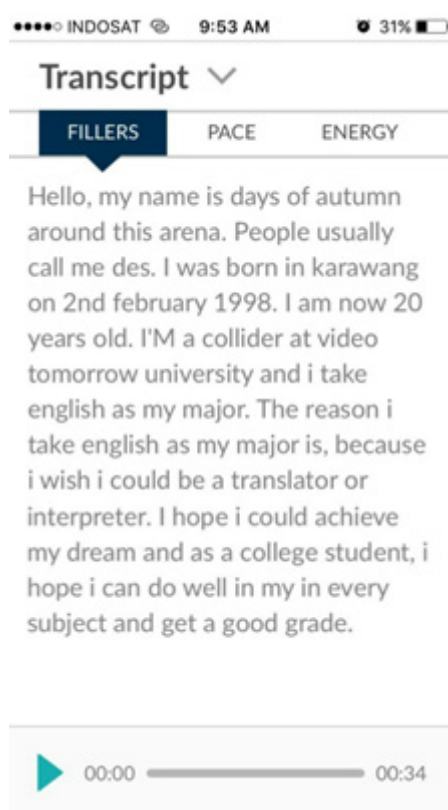 INDOSAT 9:53 AM 31%
Transcript
FILLERS PACE ENERGY
Hello, my name is days of autumn
around this arena. People usually
call me des. I was born in karawang
on 2nd february 1998. I am now 20
years old. I'M a collider at video
tomorrow university and i take
english as my major. The reason i
take english as my major is, because
i wish i could be a translator or
interpreter. I hope i could achieve
my dream and as a college student, i
hope i can do well in my in every
subject and get a good grade.
00:00 00:34